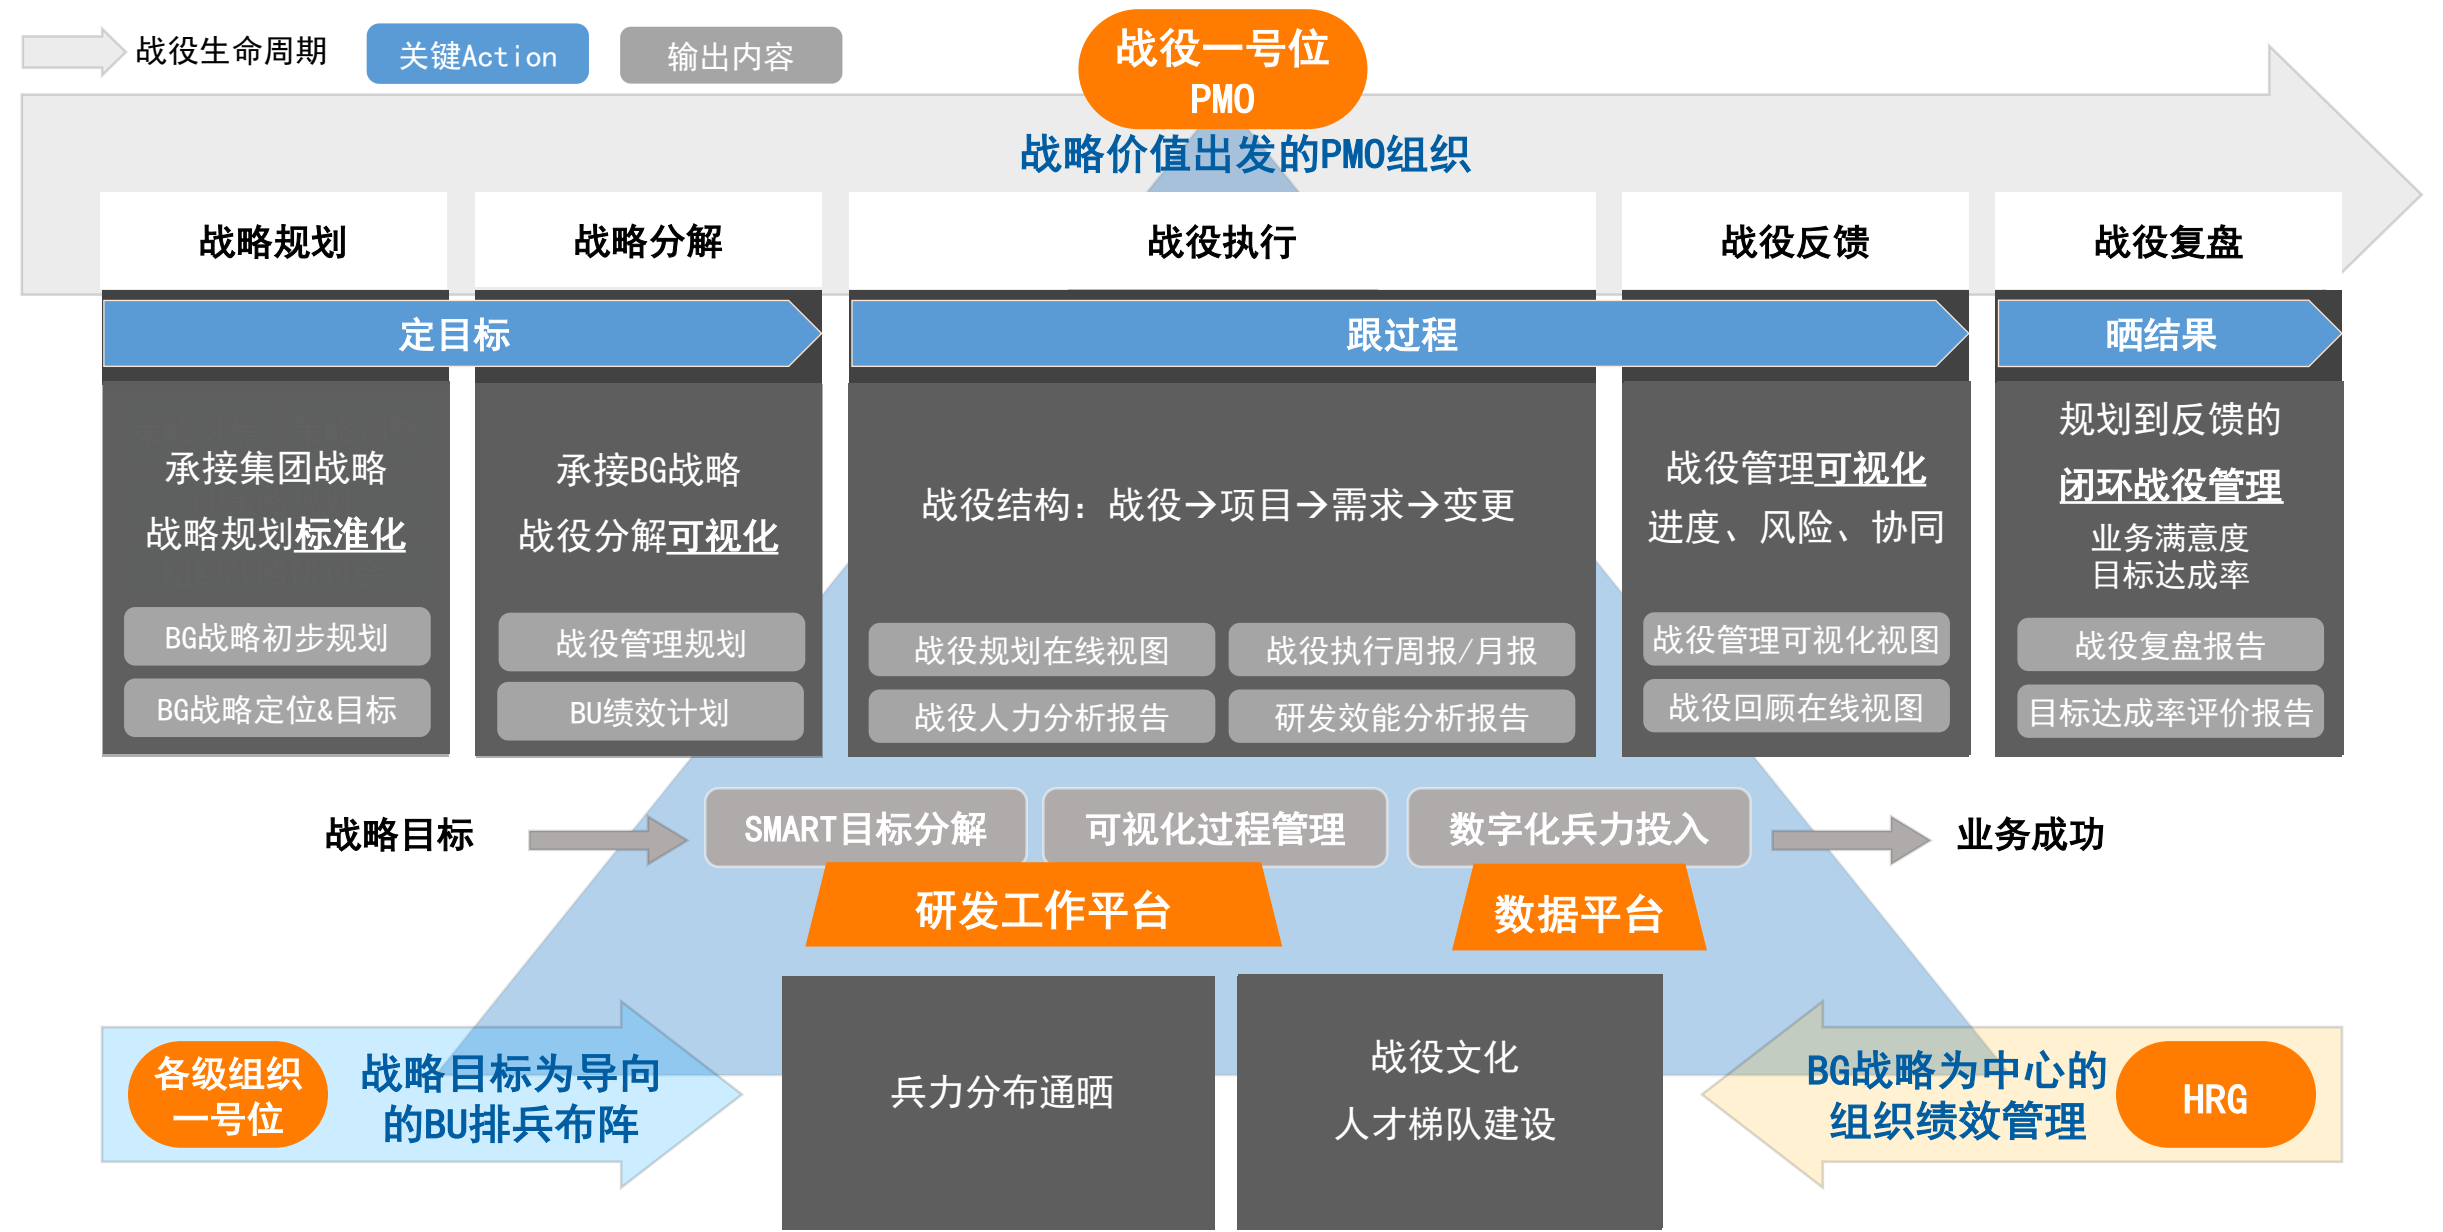 战役生命周期
关键Action
输出内容
战役一号位
PMO
战略价值出发的PMO组织
战略规划
战略分解
战役执行
战役反馈
战役复盘
定目标
跟过程
晒结果
承接集团战略
战略规划标准化
BG战略初步规划
BG战略定位&目标
承接BG战略
战役分解可视化
战役管理规划
BU绩效计划
战役结构：战役→项目→需求→变更
战役规划在线视图
战役执行周报/月报
战役人力分析报告
研发效能分析报告
战役管理可视化
进度、风险、协同
战役管理可视化视图
战役回顾在线视图
规划到反馈的
闭环战役管理
业务满意度
目标达成率
战役复盘报告
目标达成率评价报告
战略目标
SMART目标分解
可视化过程管理
数字化兵力投入
业务成功
研发工作平台
数据平台
各级组织
一号位
战略目标为导向
的BU排兵布阵
兵力分布通晒
战役文化
人才梯队建设
BG战略为中心的
组织绩效管理
HRG